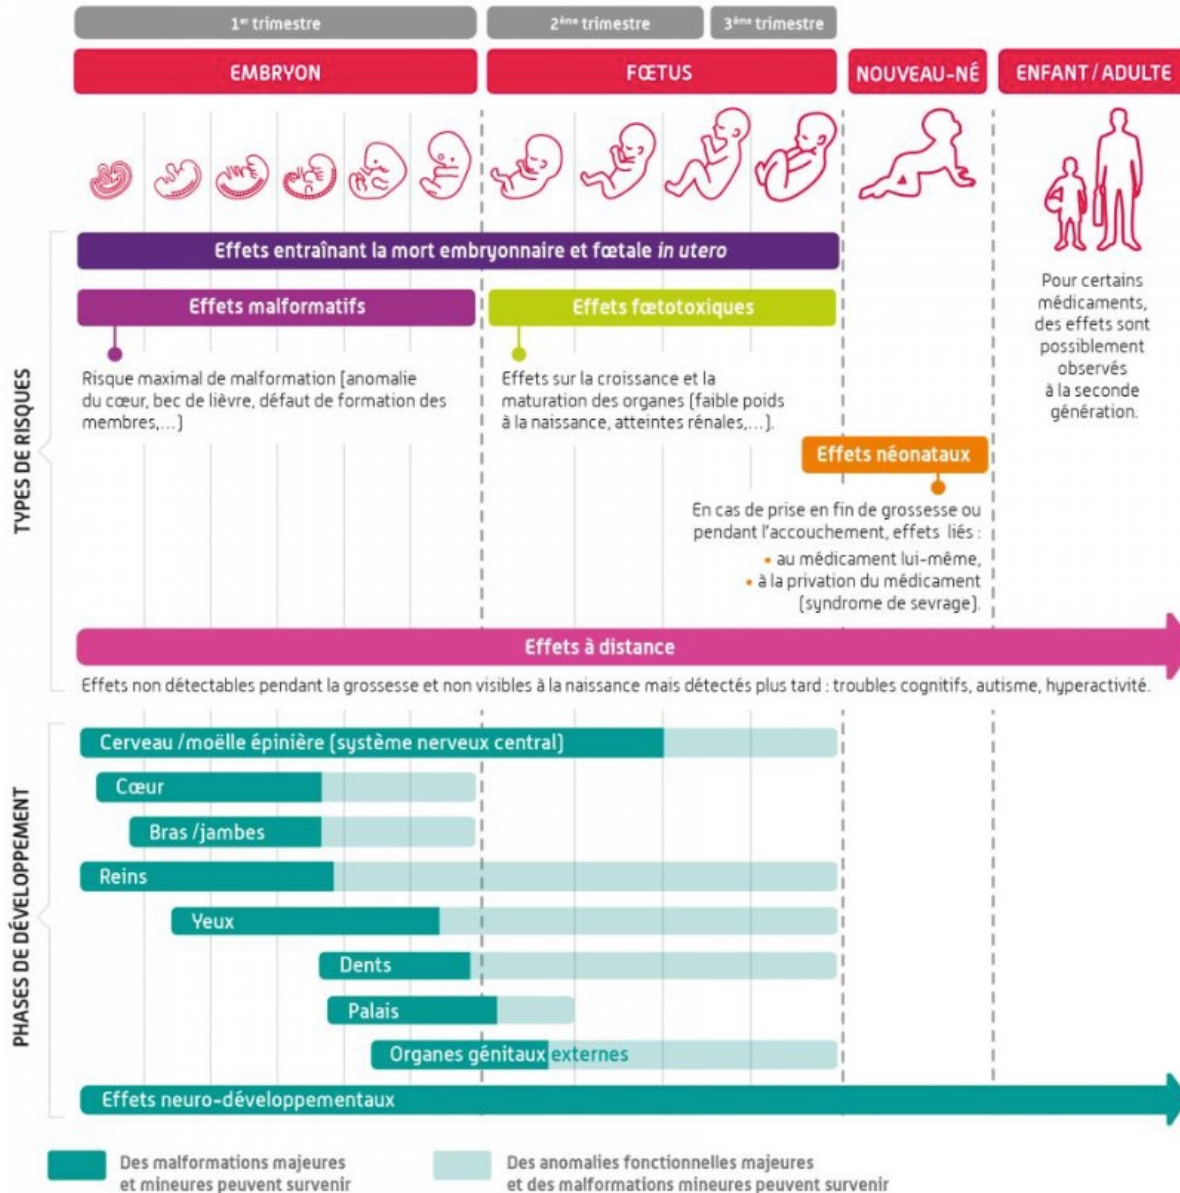 1er trimestre
2ème trimestre
3ème trimestre
EMBRYON
FŒTUS
NOUVEAU-NÉ
ENFANT / ADULTE
TYPES DE RISQUES
Effets entraînant la mort embryonnaire et fœtale in utero
Effets malformatifs
Risque maximal de malformation (anomalie
du cœur, bec de lièvre, défaut de formation des
membres,...)
Effets fœtotoxiques
Effets sur la croissance et la
maturation des organes (faible poids
à la naissance, atteintes rénales,...).
Pour certains
médicaments,
des effets sont
possiblement
observés
à la seconde
génération.
Effets néonataux
En cas de prise en fin de grossesse ou
pendant l'accouchement, effets liés :
• au médicament lui-même,
• à la privation du médicament
(syndrome de sevrage).
Effets à distance
Effets non détectables pendant la grossesse et non visibles à la naissance mais détectés plus tard : troubles cognitifs, autisme, hyperactivité.
PHASES DE DÉVELOPPEMENT
Cerveau /moëlle épinière (système nerveux central)
Cœur
Bras /jambes
Reins
Yeux
Dents
Palais
Organes génitaux externes
Effets neuro-développementaux
Des malformations majeures
et mineures peuvent survenir
Des anomalies fonctionnelles majeures
et des malformations mineures peuvent survenir